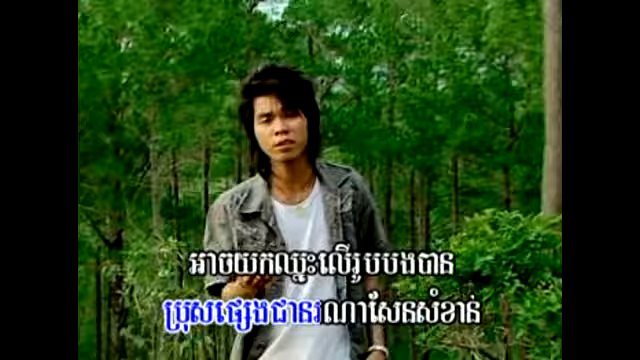 អាចយកឈ្នះលើរូបបងបាន
ប្រុសផ្សេងជានរណាសែនសំខាន់